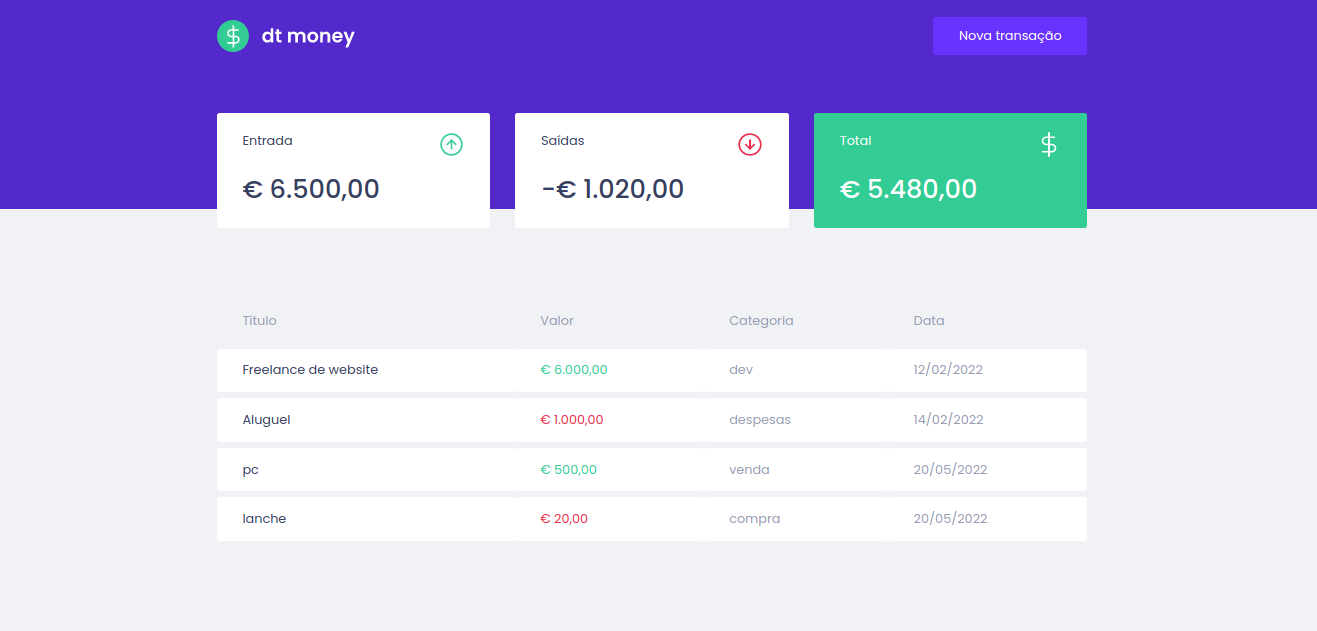 dt money
Nova transação
Entrada
€ 6.500,00
Saídas
-€ 1.020,00
Total
€ 5.480,00
Título Valor Categoria Data
Freelance de website € 6.000,00 dev 12/02/2022
Aluguel € 1.000,00 despesas 14/02/2022
pc € 500,00 venda 20/05/2022
lanche € 20,00 compra 20/05/2022